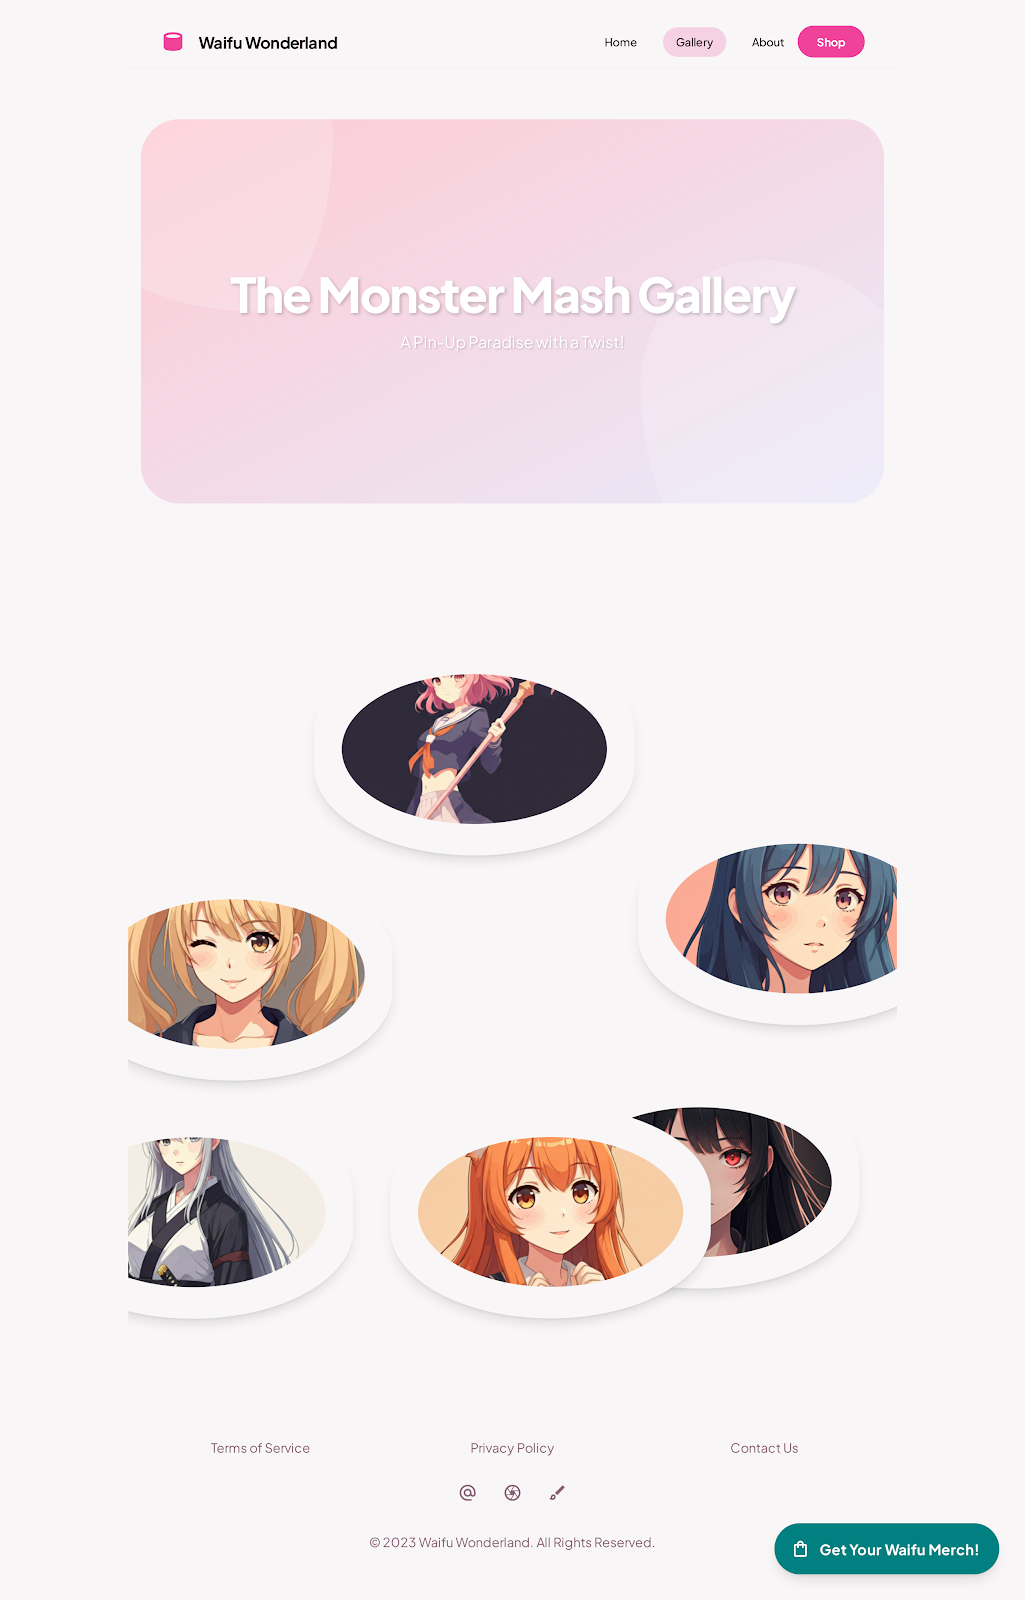 Waifu Wonderland
Home
Gallery
About
Shop
The Monster Mash Gallery
A Pin-Up Paradise with a Twist!
Terms of Service
Privacy Policy
Contact Us
© 2023 Waifu Wonderland. All Rights Reserved.
Get Your Waifu Merch!